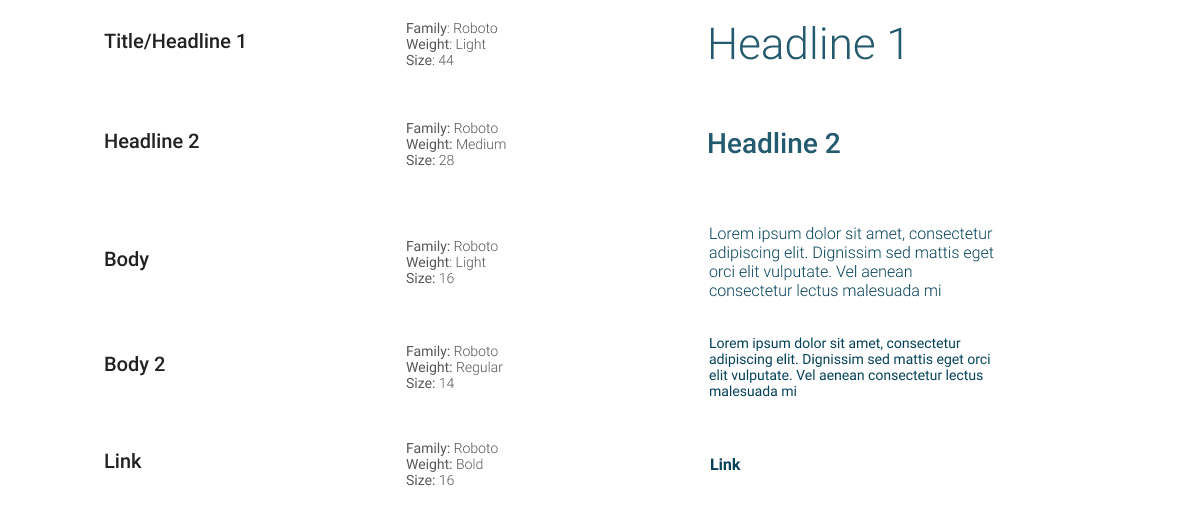 Title/Headline 1
Family: Roboto
Weight: Light
Size: 44
Headline 1
Headline 2
Family: Roboto
Weight: Medium
Size: 28
Headline 2
Body
Family: Roboto
Weight: Light
Size: 16
Lorem ipsum dolor sit amet, consectetur
adipiscing elit. Dignissim sed mattis eget
orci elit vulputate. Vel aenean
consectetur lectus malesuada mi
Body 2
Family: Roboto
Weight: Regular
Size: 14
Lorem ipsum dolor sit amet, consectetur
adipiscing elit. Dignissim sed mattis eget orci
elit vulputate. Vel aenean consectetur lectus
malesuada mi
Link
Family: Roboto
Weight: Bold
Size: 16
Link